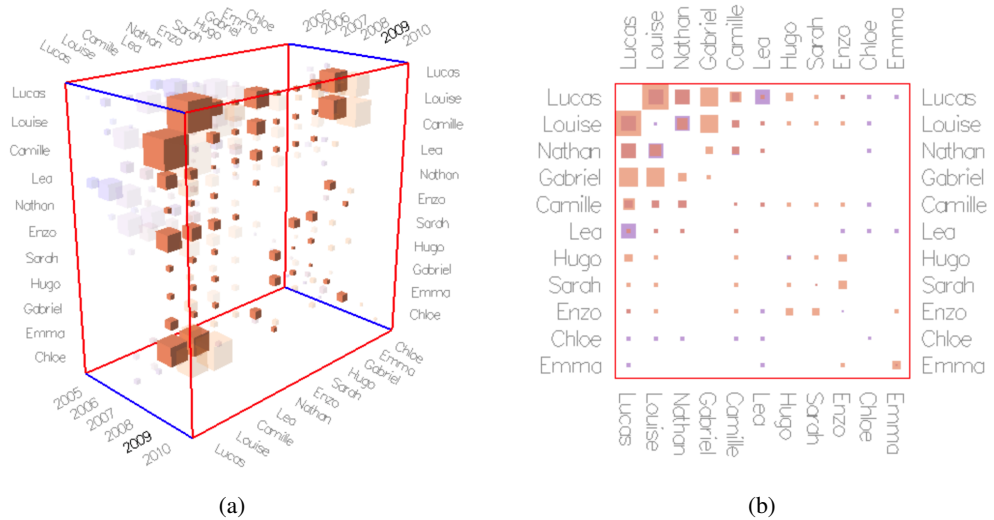 Lucas
Louise
Camille
Lea
Nathan
Enzo
Sarah
Hugo
Gabriel
Emma
Chloe
2005
2006
2007
2008
2009
2010
Lucas
Louise
Camille
Lea
Nathan
Enzo
Sarah
Hugo
Gabriel
Emma
Chloe
Lucas
Louise
Camille
Lea
Nathan
Enzo
Sarah
Hugo
Gabriel
Emma
Chloe
2005
2006
2007
2008
2009
2010
Lucas
Louise
Camille
Lea
Nathan
Enzo
Sarah
Hugo
Gabriel
Emma
Chloe
(a)
Lucas Louise Nathan Gabriel Camille Lea Hugo Sarah Enzo Chloe Emma
Lucas Lucas
Louise Louise
Nathan Nathan
Gabriel Gabriel
Camille Camille
Lea Lea
Hugo Hugo
Sarah Sarah
Enzo Enzo
Chloe Chloe
Emma Emma
Lucas Louise Nathan Gabriel Camille Lea Hugo Sarah Enzo Chloe Emma
(b)